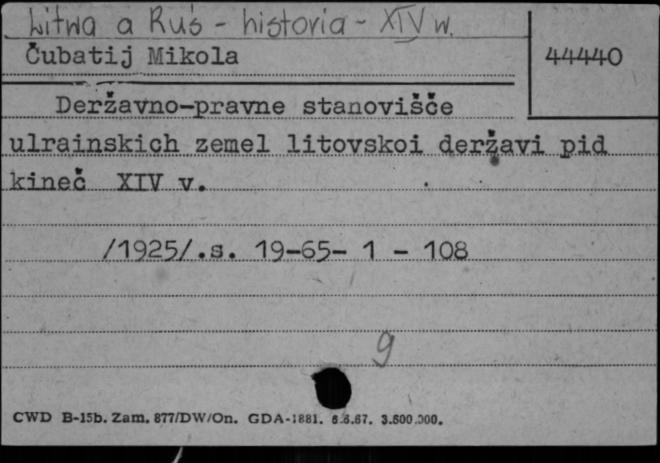 Litwa a Ruś - historia - XIV w.
Čubatij Mikola
44440
Deržavno-pravne stanovišče
ulrainskich zemel litovskoi deržavi pid
kineč XIV v.
/1925/.s. 19-65- 1 - 108
9
CWD B-15b. Zam. 877/DW/On. GDA-1881. 6.6.67. 3.500.000.